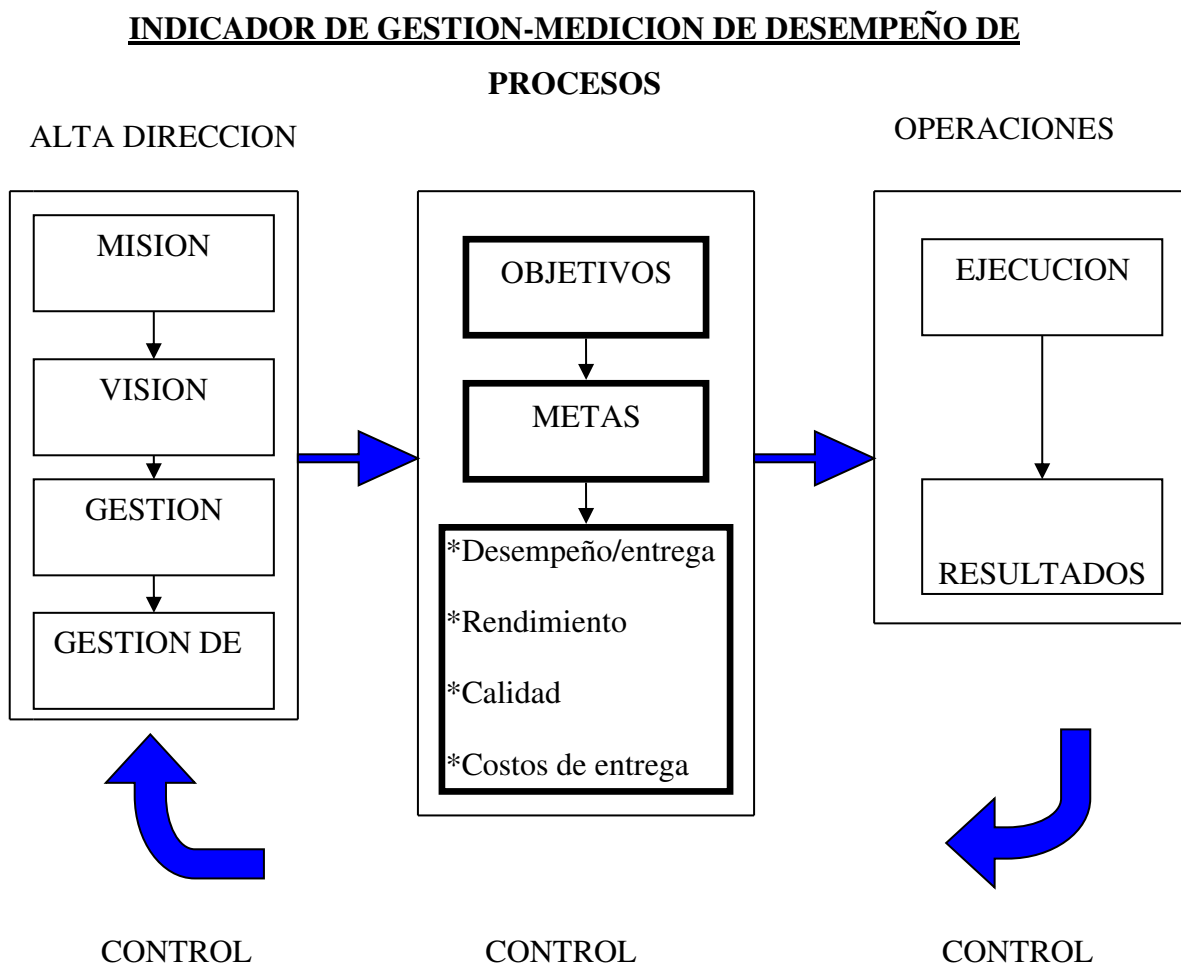 INDICADOR DE GESTION-MEDICION DE DESEMPEÑO DE
PROCESOS
ALTA DIRECCION
OPERACIONES
MISION
VISION
GESTION
GESTION DE
OBJETIVOS
METAS
*Desempeño/entrega
*Rendimiento
*Calidad
*Costos de entrega
EJECUCION
RESULTADOS
CONTROL
CONTROL
CONTROL